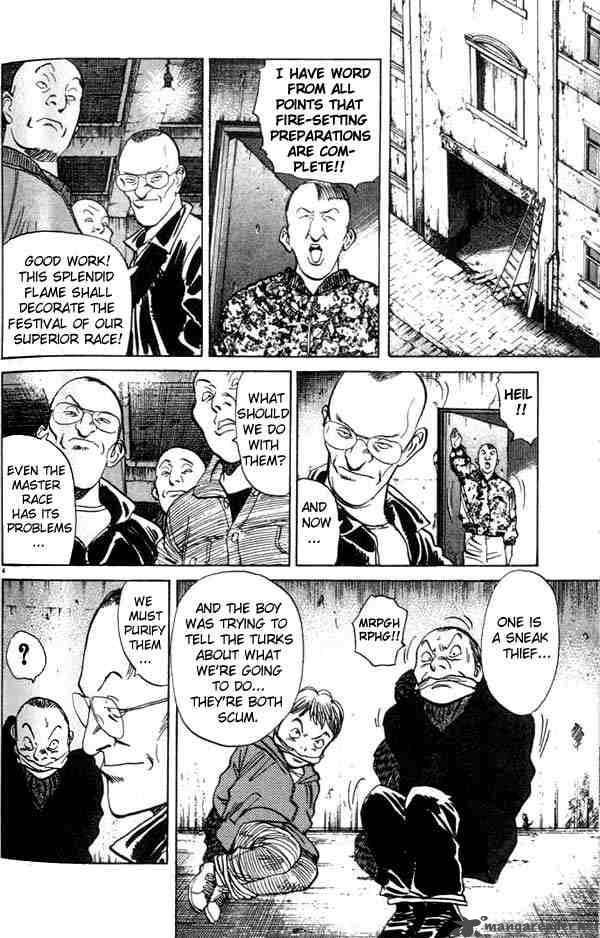 I HAVE WORD
FROM ALL
POINTS THAT
FIRE-SETTING
PREPARATIONS
ARE COM-
PLETE!!
GOOD WORK!
THIS SPLENDID
FLAME SHALL
DECORATE THE
FESTIVAL OF OUR
SUPERIOR RACE!
HEIL
!!
AND
NOW ...
WHAT
SHOULD
WE DO
WITH
THEM?
EVEN THE
MASTER
RACE HAS
ITS
PROBLEMS
...
ONE IS
A SNEAK
THIEF...
MRPGH
RPHG!!
AND THE BOY
WAS TRYING TO
TELL THE TURKS
ABOUT WHAT
WE'RE GOING
TO DO...
THEY'RE BOTH
SCUM.
WE
MUST
PURIFY
THEM
...
?
mangareader.net